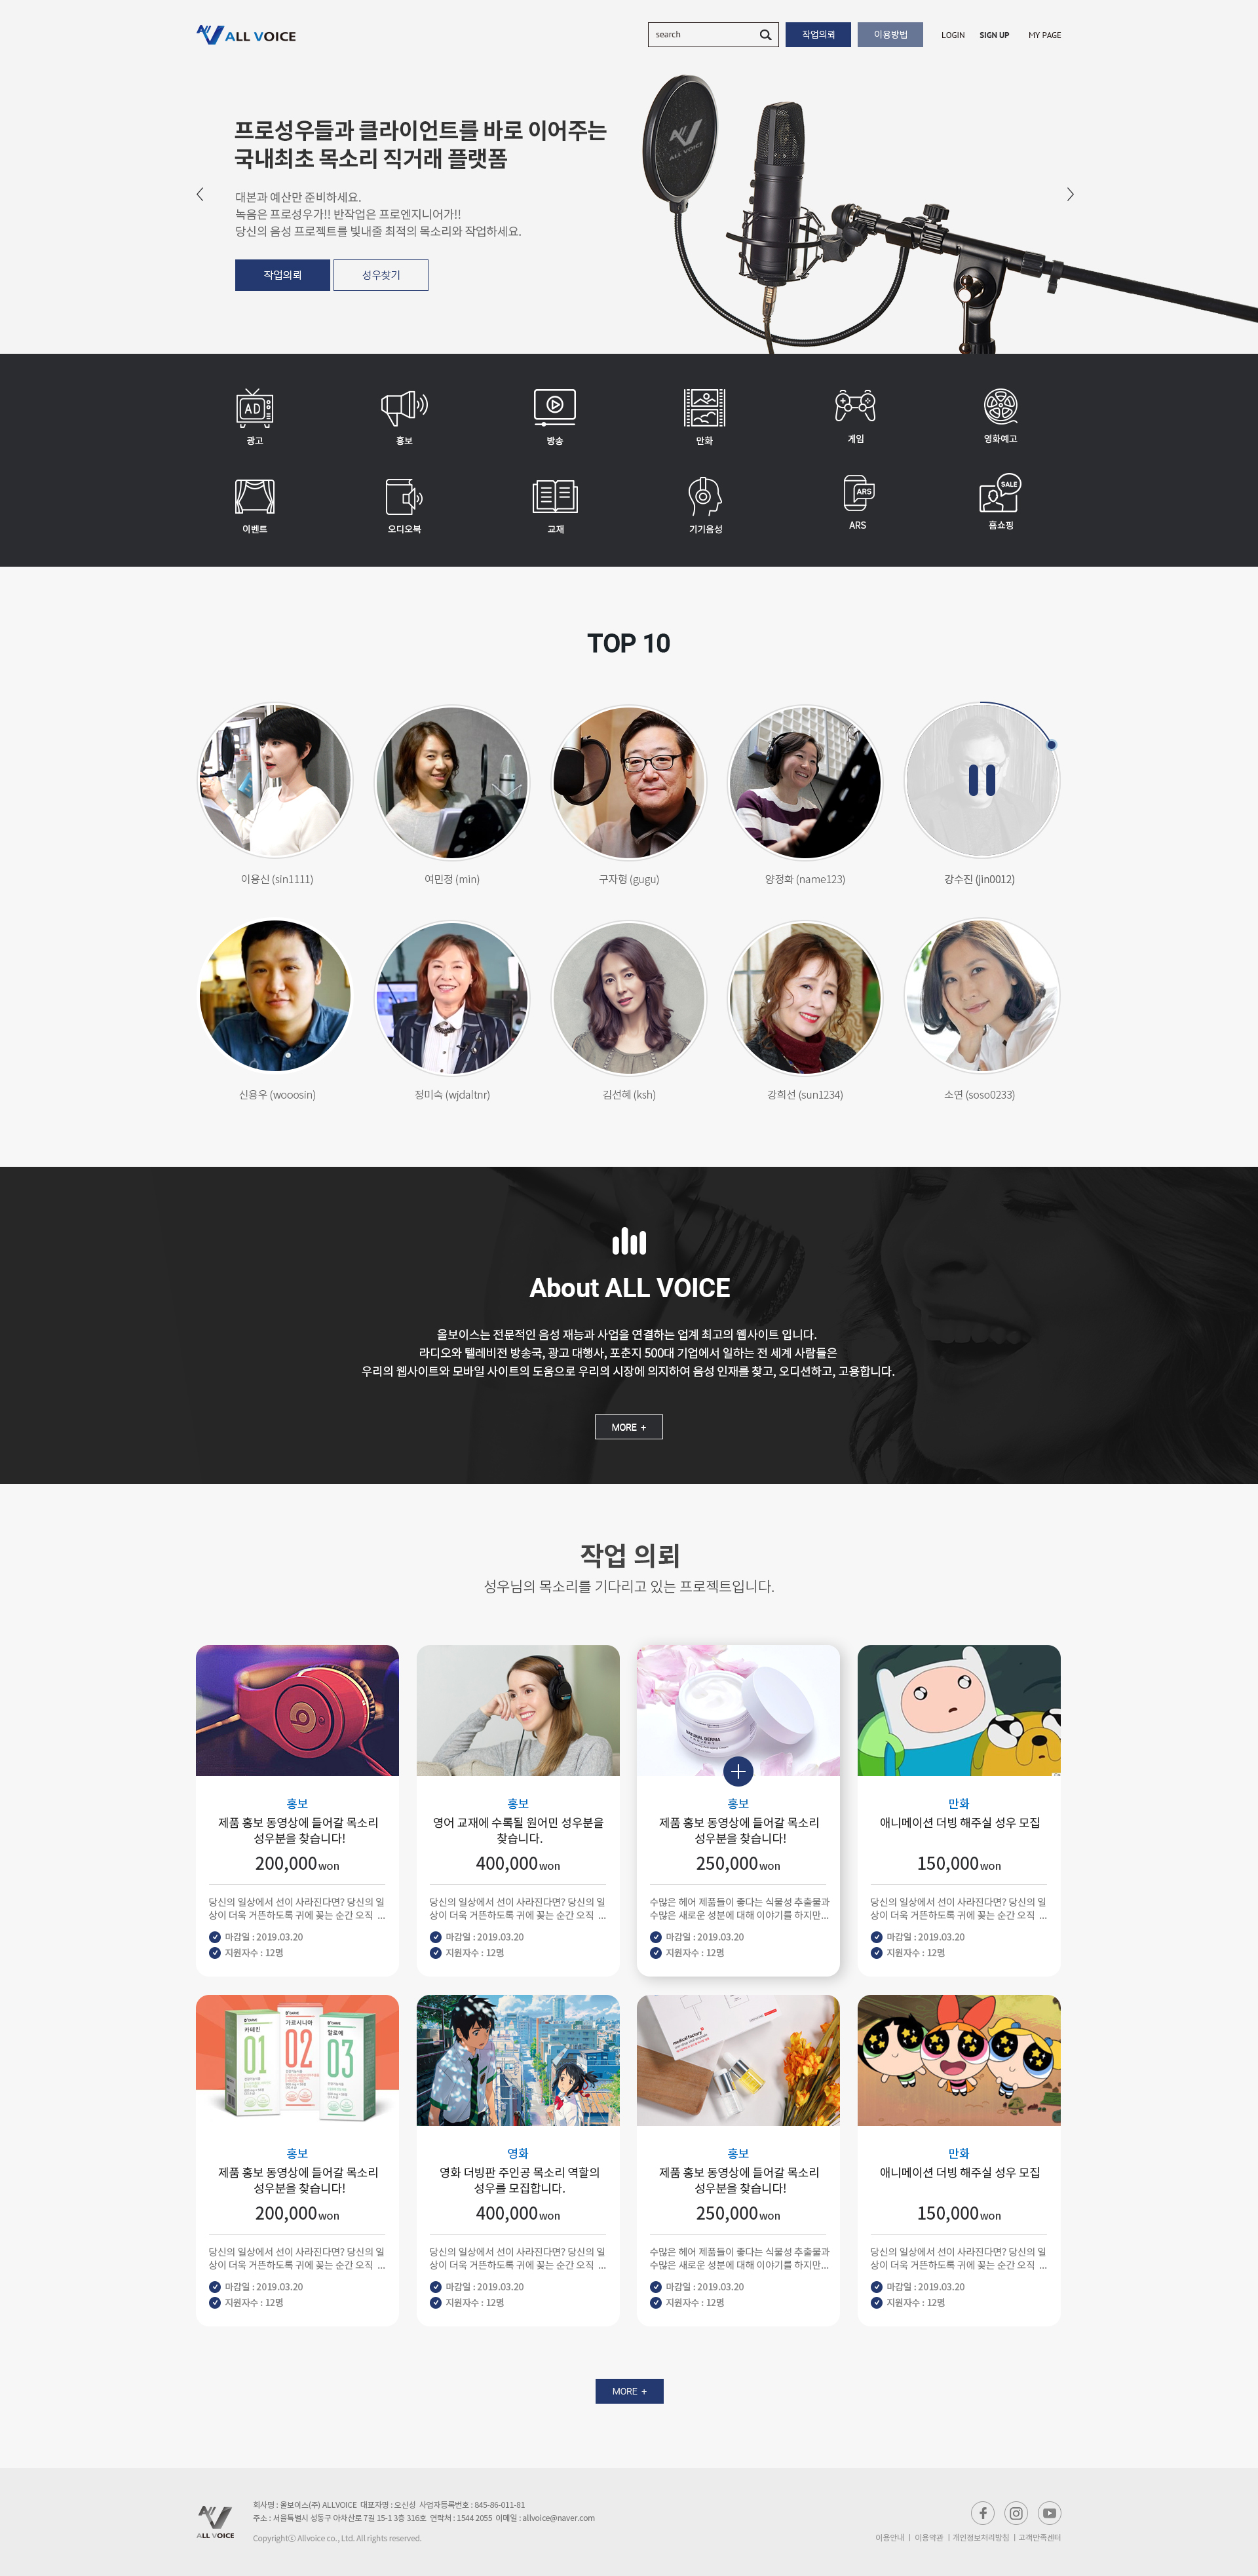 ALL VOICE
search
작업의뢰
이용방법
LOGIN
SIGN UP
MY PAGE
프로성우들과 클라이언트를 바로 이어주는
국내최초 목소리 직거래 플랫폼
ALL VOICE
대본과 예산만 준비하세요.
녹음은 프로성우가!! 반작업은 프로엔지니어가!!
당신의 음성 프로젝트를 빛내줄 최적의 목소리와 작업하세요.
작업의뢰
성우찾기
AD
광고
홍보
방송
만화
게임
영화예고
이벤트
오디오북
교재
기기음성
ARS
ARS
SALE
홈쇼핑
TOP 10
이용신 (sin1111)
여민정 (min)
구자형 (gugu)
양정화 (name123)
강수진 (jin0012)
신용우 (wooosin)
정미숙 (wjdaltnr)
김선혜 (ksh)
강희선 (sun1234)
소연 (soso0233)
About ALL VOICE
올보이스는 전문적인 음성 재능과 사업을 연결하는 업계 최고의 웹사이트 입니다.
라디오와 텔레비전 방송국, 광고 대행사, 포춘지 500대 기업에서 일하는 전 세계 사람들은
우리의 웹사이트와 모바일 사이트의 도움으로 우리의 시장에 의지하여 음성 인재를 찾고, 오디션하고, 고용합니다.
MORE +
작업 의뢰
성우님의 목소리를 기다리고 있는 프로젝트입니다.
홍보
제품 홍보 동영상에 들어갈 목소리
성우분을 찾습니다!
200,000won
당신의 일상에서 선이 사라진다면? 당신의 일
상이 더욱 거뜬하도록 귀에 꽂는 순간 오직 ...
마감일 : 2019.03.20
지원자수 : 12명
홍보
영어 교재에 수록될 원어민 성우분을
찾습니다.
400,000won
당신의 일상에서 선이 사라진다면? 당신의 일
상이 더욱 거뜬하도록 귀에 꽂는 순간 오직 ...
마감일 : 2019.03.20
지원자수 : 12명
NATURAL DERMA
PROJECT
홍보
제품 홍보 동영상에 들어갈 목소리
성우분을 찾습니다!
250,000won
수많은 헤어 제품들이 좋다는 식물성 추출물과
수많은 새로운 성분에 대해 이야기를 하지만...
마감일 : 2019.03.20
지원자수 : 12명
만화
애니메이션 더빙 해주실 성우 모집
150,000won
당신의 일상에서 선이 사라진다면? 당신의 일
상이 더욱 거뜬하도록 귀에 꽂는 순간 오직 ...
마감일 : 2019.03.20
지원자수 : 12명
카테킨
01
가르시니아
02
알로에
03
홍보
제품 홍보 동영상에 들어갈 목소리
성우분을 찾습니다!
200,000won
당신의 일상에서 선이 사라진다면? 당신의 일
상이 더욱 거뜬하도록 귀에 꽂는 순간 오직 ...
마감일 : 2019.03.20
지원자수 : 12명
영화
영화 더빙판 주인공 목소리 역할의
성우를 모집합니다.
400,000won
당신의 일상에서 선이 사라진다면? 당신의 일
상이 더욱 거뜬하도록 귀에 꽂는 순간 오직 ...
마감일 : 2019.03.20
지원자수 : 12명
medical factory
홍보
제품 홍보 동영상에 들어갈 목소리
성우분을 찾습니다!
250,000won
수많은 헤어 제품들이 좋다는 식물성 추출물과
수많은 새로운 성분에 대해 이야기를 하지만...
마감일 : 2019.03.20
지원자수 : 12명
만화
애니메이션 더빙 해주실 성우 모집
150,000won
당신의 일상에서 선이 사라진다면? 당신의 일
상이 더욱 거뜬하도록 귀에 꽂는 순간 오직 ...
마감일 : 2019.03.20
지원자수 : 12명
MORE +
ALL VOICE
회사명 : 올보이스(주) ALLVOICE 대표자명 : 오신성 사업자등록번호 : 845-86-011-81
주소 : 서울특별시 성동구 아차산로 7길 15-1 3층 316호 연락처 : 1544 2055 이메일 : allvoice@naver.com
Copyrightⓒ Allvoice co., Ltd. All rights reserved.
이용안내 | 이용약관 | 개인정보처리방침 | 고객만족센터